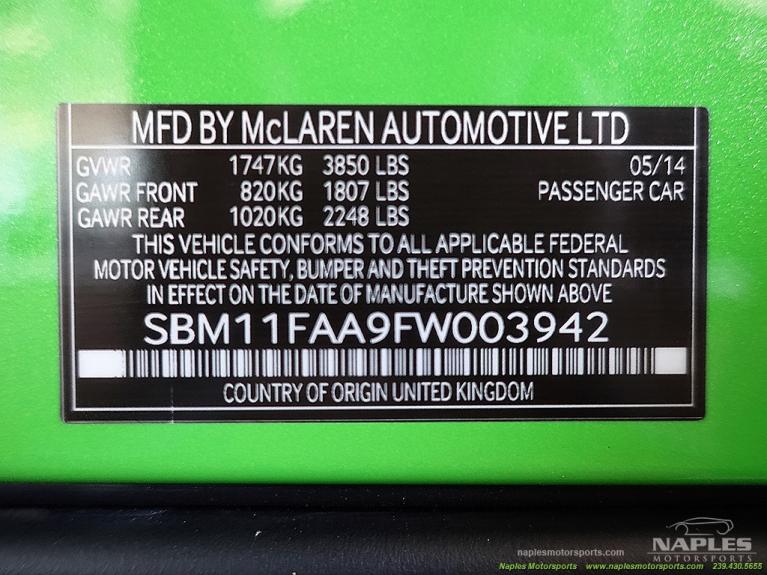 MFD BY McLAREN AUTOMOTIVE LTD
GVWR 1747KG 3850 LBS 05/14
GAWR FRONT 820KG 1807 LBS PASSENGER CAR
GAWR REAR 1020KG 2248 LBS
THIS VEHICLE CONFORMS TO ALL APPLICABLE FEDERAL
MOTOR VEHICLE SAFETY, BUMPER AND THEFT PREVENTION STANDARDS
IN EFFECT ON THE DATE OF MANUFACTURE SHOWN ABOVE
SBM11FAA9FW003942
COUNTRY OF ORIGIN UNITED KINGDOM
naplesmotorsports.com
NAPLES
MOTORSPORTS
Naples Motorsports www.naplesmotorsports.com 239.430.5655